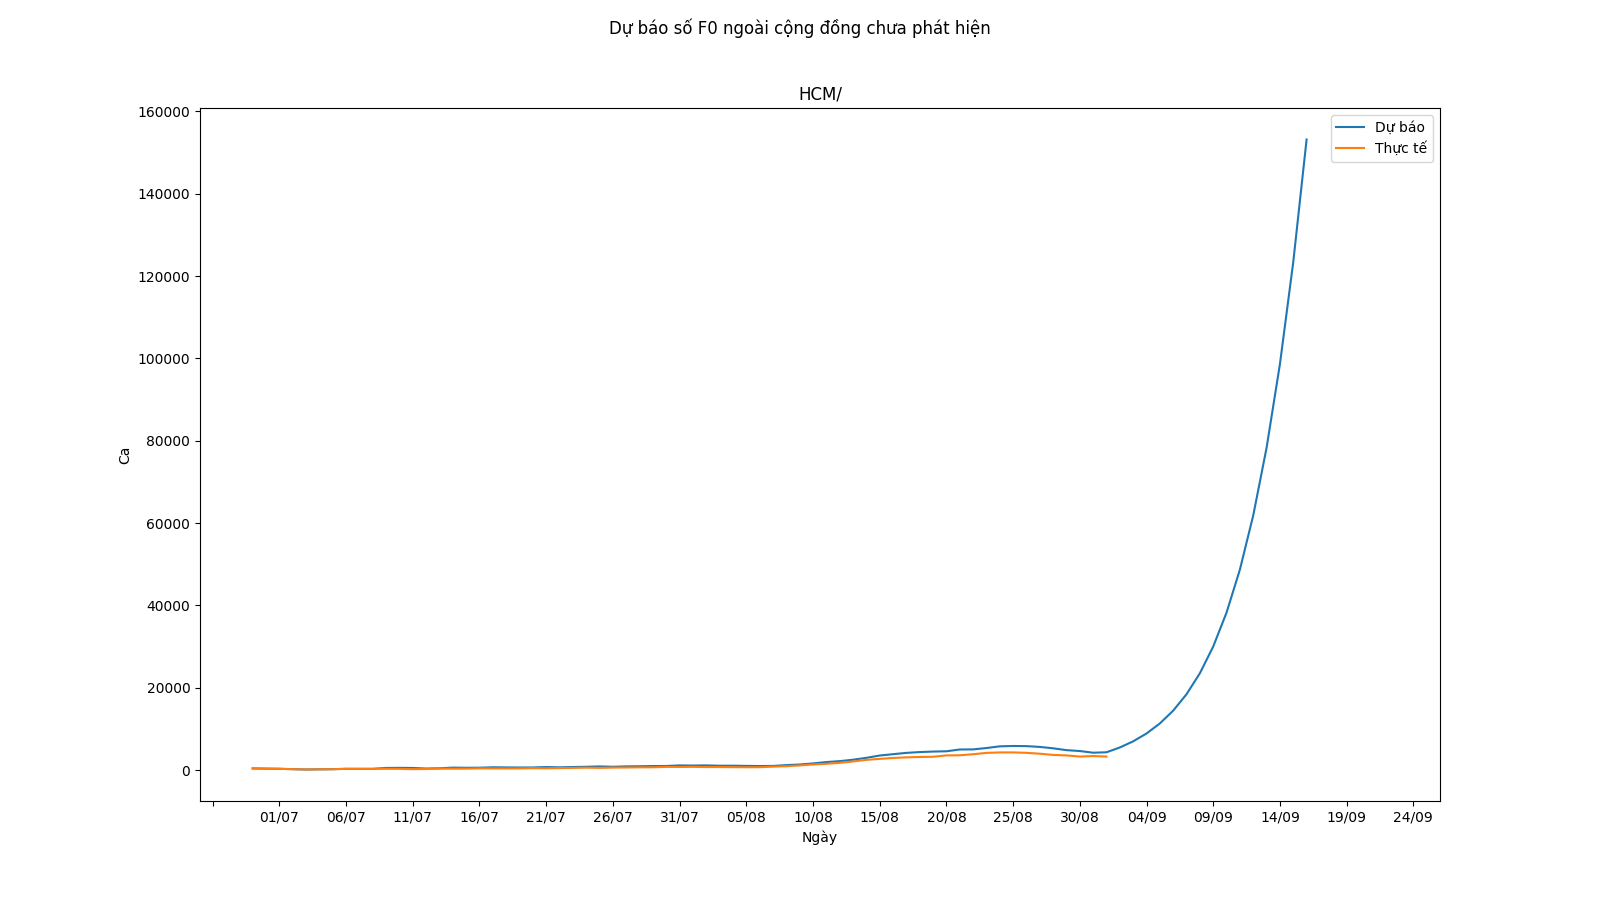 Dự báo số F0 ngoài cộng đồng chưa phát hiện
HCM/
160000
140000
120000
100000
80000
60000
40000
20000
0
Ca
Dự báo
Thực tế
01/07 06/07 11/07 16/07 21/07 26/07 31/07 05/08 10/08 15/08 20/08 25/08 30/08 04/09 09/09 14/09 19/09 24/09
Ngày